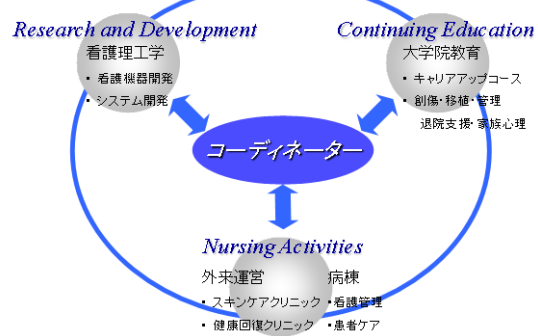 Research and Development
看護理工学
• 看護機器開発
• システム開発
Continuing Education
大学院教育
• キャリアアップコース
• 創傷・移植・管理
退院支援・家族心理
コーディネーター
Nursing Activities
外来運営 病棟
• スキンケアクリニック •看護管理
• 健康回復クリニック •患者ケア